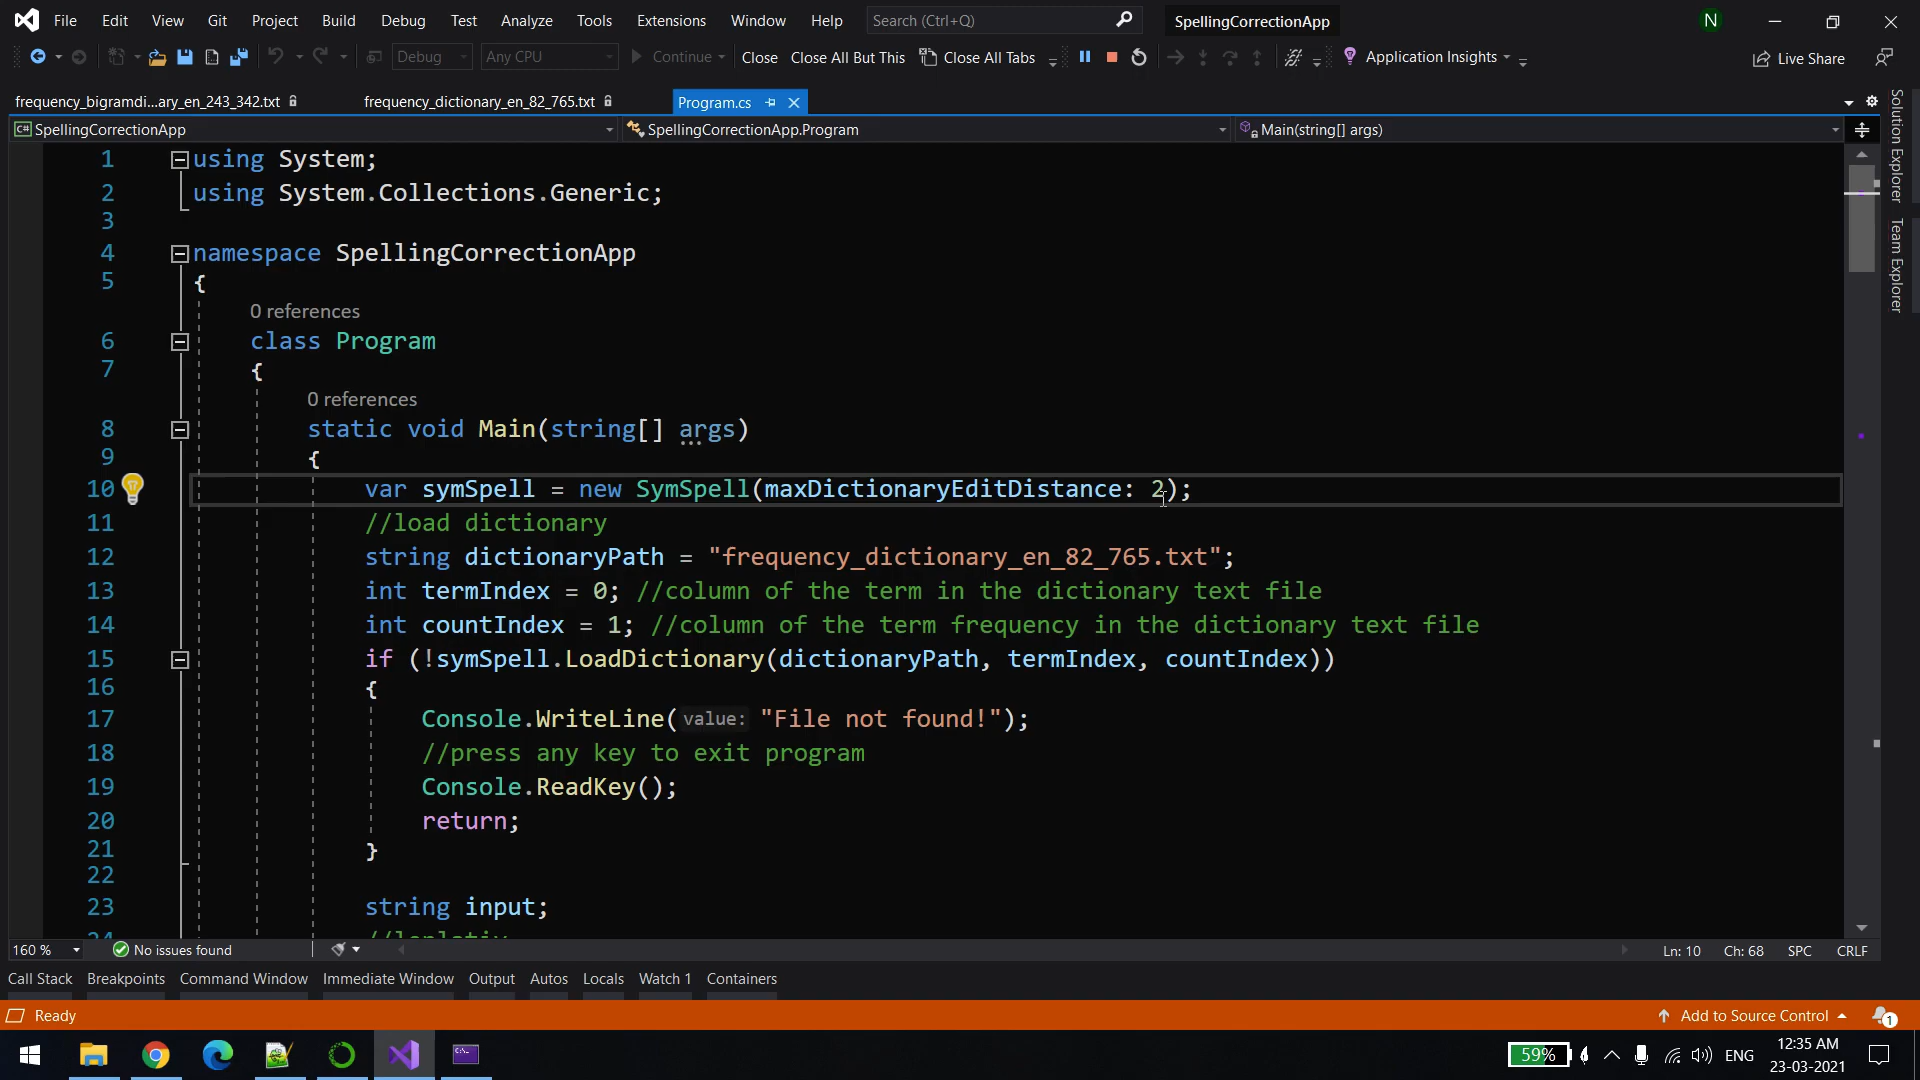 File Edit View Git Project Build Debug Test Analyze Tools Extensions Window Help Search (Ctrl+Q) SpellingCorrectionApp N
Debug Any CPU Continue Close Close All But This Close All Tabs Application Insights Live Share
frequency_bigramdi...ary_en_243_342.txt frequency_dictionary_en_82_765.txt Program.cs
C# SpellingCorrectionApp SpellingCorrectionApp.Program Main(string[] args)
Solution Explorer
Team Explorer
1 using System;
2 using System.Collections.Generic;
3
4 namespace SpellingCorrectionApp
5 {
0 references
6 class Program
7 {
0 references
8 static void Main(string[] args)
9 {
10 var symSpell = new SymSpell(maxDictionaryEditDistance: 2);
11 //load dictionary
12 string dictionaryPath = "frequency_dictionary_en_82_765.txt";
13 int termIndex = 0; //column of the term in the dictionary text file
14 int countIndex = 1; //column of the term frequency in the dictionary text file
15 if (!symSpell.LoadDictionary(dictionaryPath, termIndex, countIndex))
16 {
17 Console.WriteLine(value: "File not found!");
18 //press any key to exit program
19 Console.ReadKey();
20 return;
21 }
22
23 string input;
160 % No issues found Ln: 10 Ch: 68 SPC CRLF
Call Stack Breakpoints Command Window Immediate Window Output Autos Locals Watch 1 Containers
Ready Add to Source Control 1
59% ENG 12:35 AM
23-03-2021